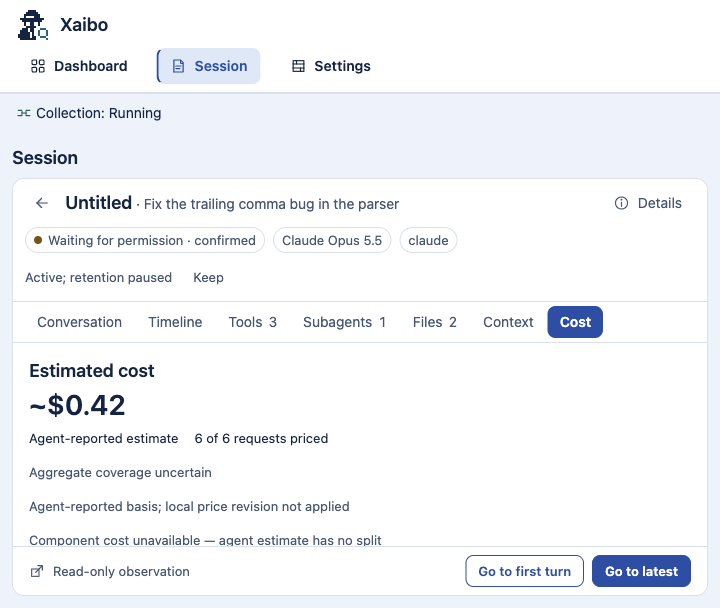 Xaibo
Dashboard Session Settings
Collection: Running
Session
Untitled · Fix the trailing comma bug in the parser Details
Waiting for permission · confirmed Claude Opus 5.5 claude
Active; retention paused Keep
Conversation Timeline Tools 3 Subagents 1 Files 2 Context Cost
Estimated cost
~$0.42
Agent-reported estimate 6 of 6 requests priced
Aggregate coverage uncertain
Agent-reported basis; local price revision not applied
Component cost unavailable — agent estimate has no split
Read-only observation Go to first turn Go to latest